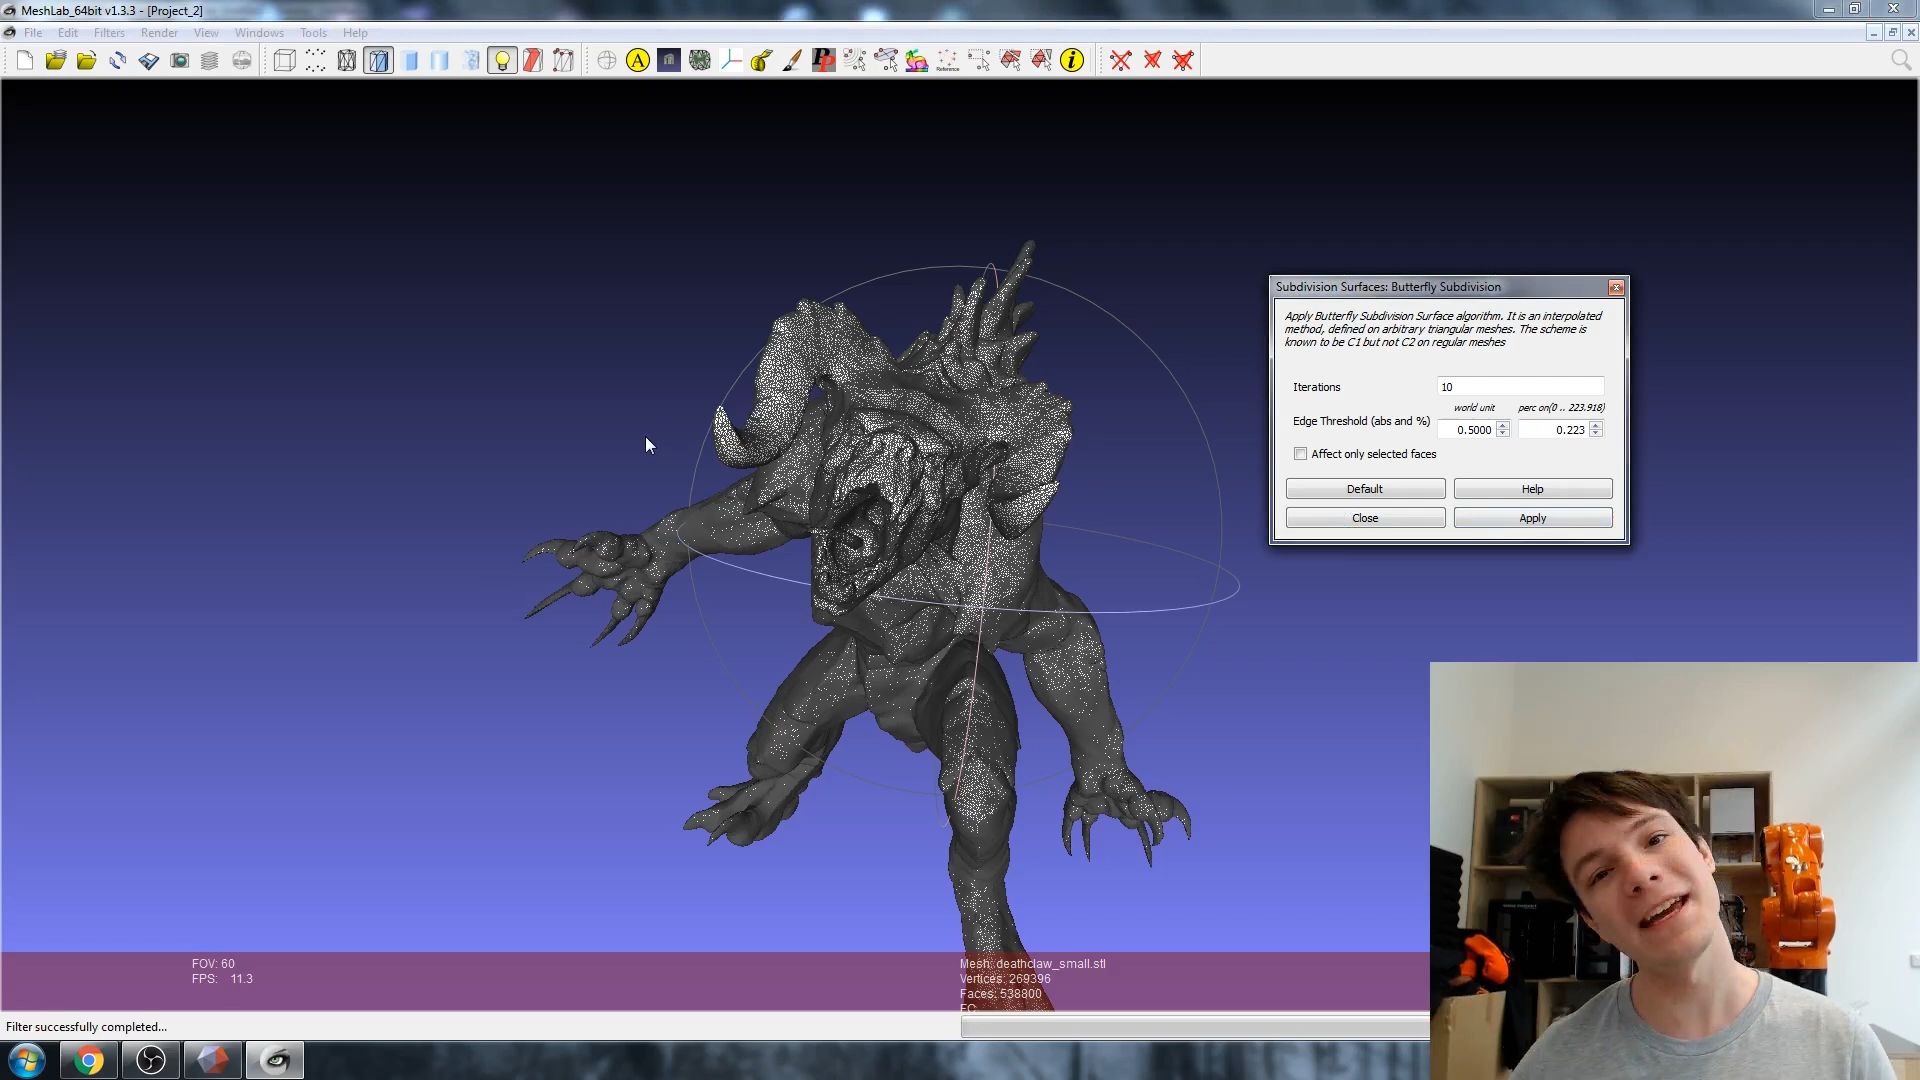 MeshLab_64bit v1.3.3 - [Project_2]
File Edit Filters Render View Windows Tools Help
A
Reference
Subdivision Surfaces: Butterfly Subdivision
Apply Butterfly Subdivision Surface algorithm. It is an interpolated
method, defined on arbitrary triangular meshes. The scheme is
known to be C1 but not C2 on regular meshes
Iterations 10
world unit perc on(0 .. 223.918)
Edge Threshold (abs and %) 0.5000 0.223
Affect only selected faces
Default Help
Close Apply
FOV: 60
FPS: 11.3
Mesh: deathclaw_small.stl
Vertices: 269396
Faces: 538800
Filter successfully completed...